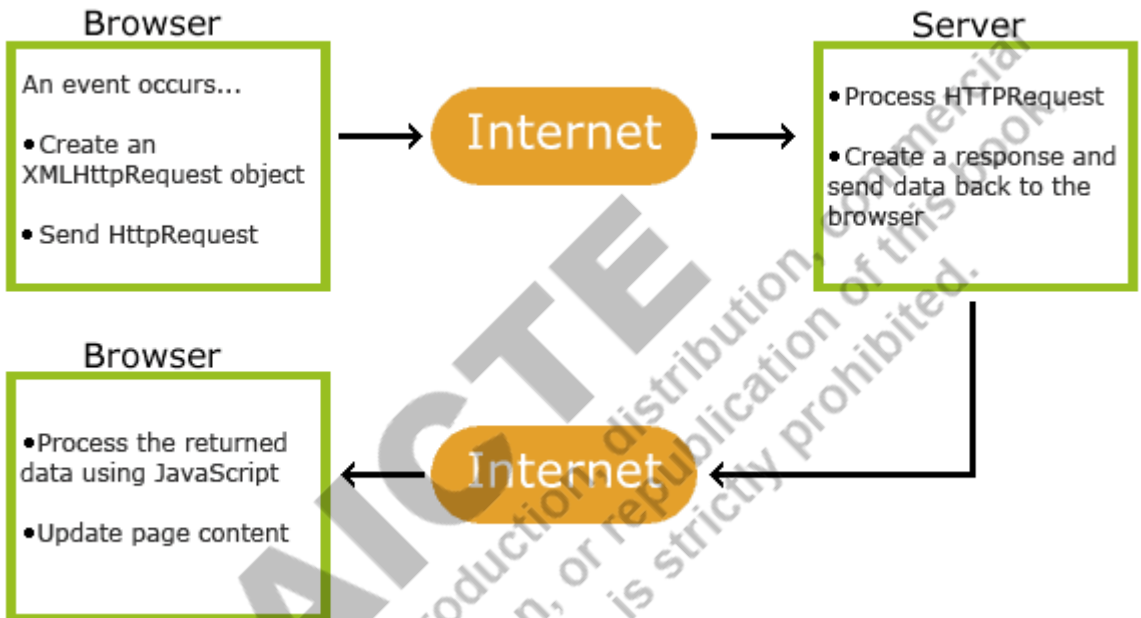 Browser
An event occurs...
•Create an
XMLHttpRequest object
• Send HttpRequest
Internet
Server
•Process HTTPRequest
•Create a response and
send data back to the
browser
Browser
•Process the returned
data using JavaScript
•Update page content
Internet
AICTE
distribution, commercial
or republication of this book,
is strictly prohibited.